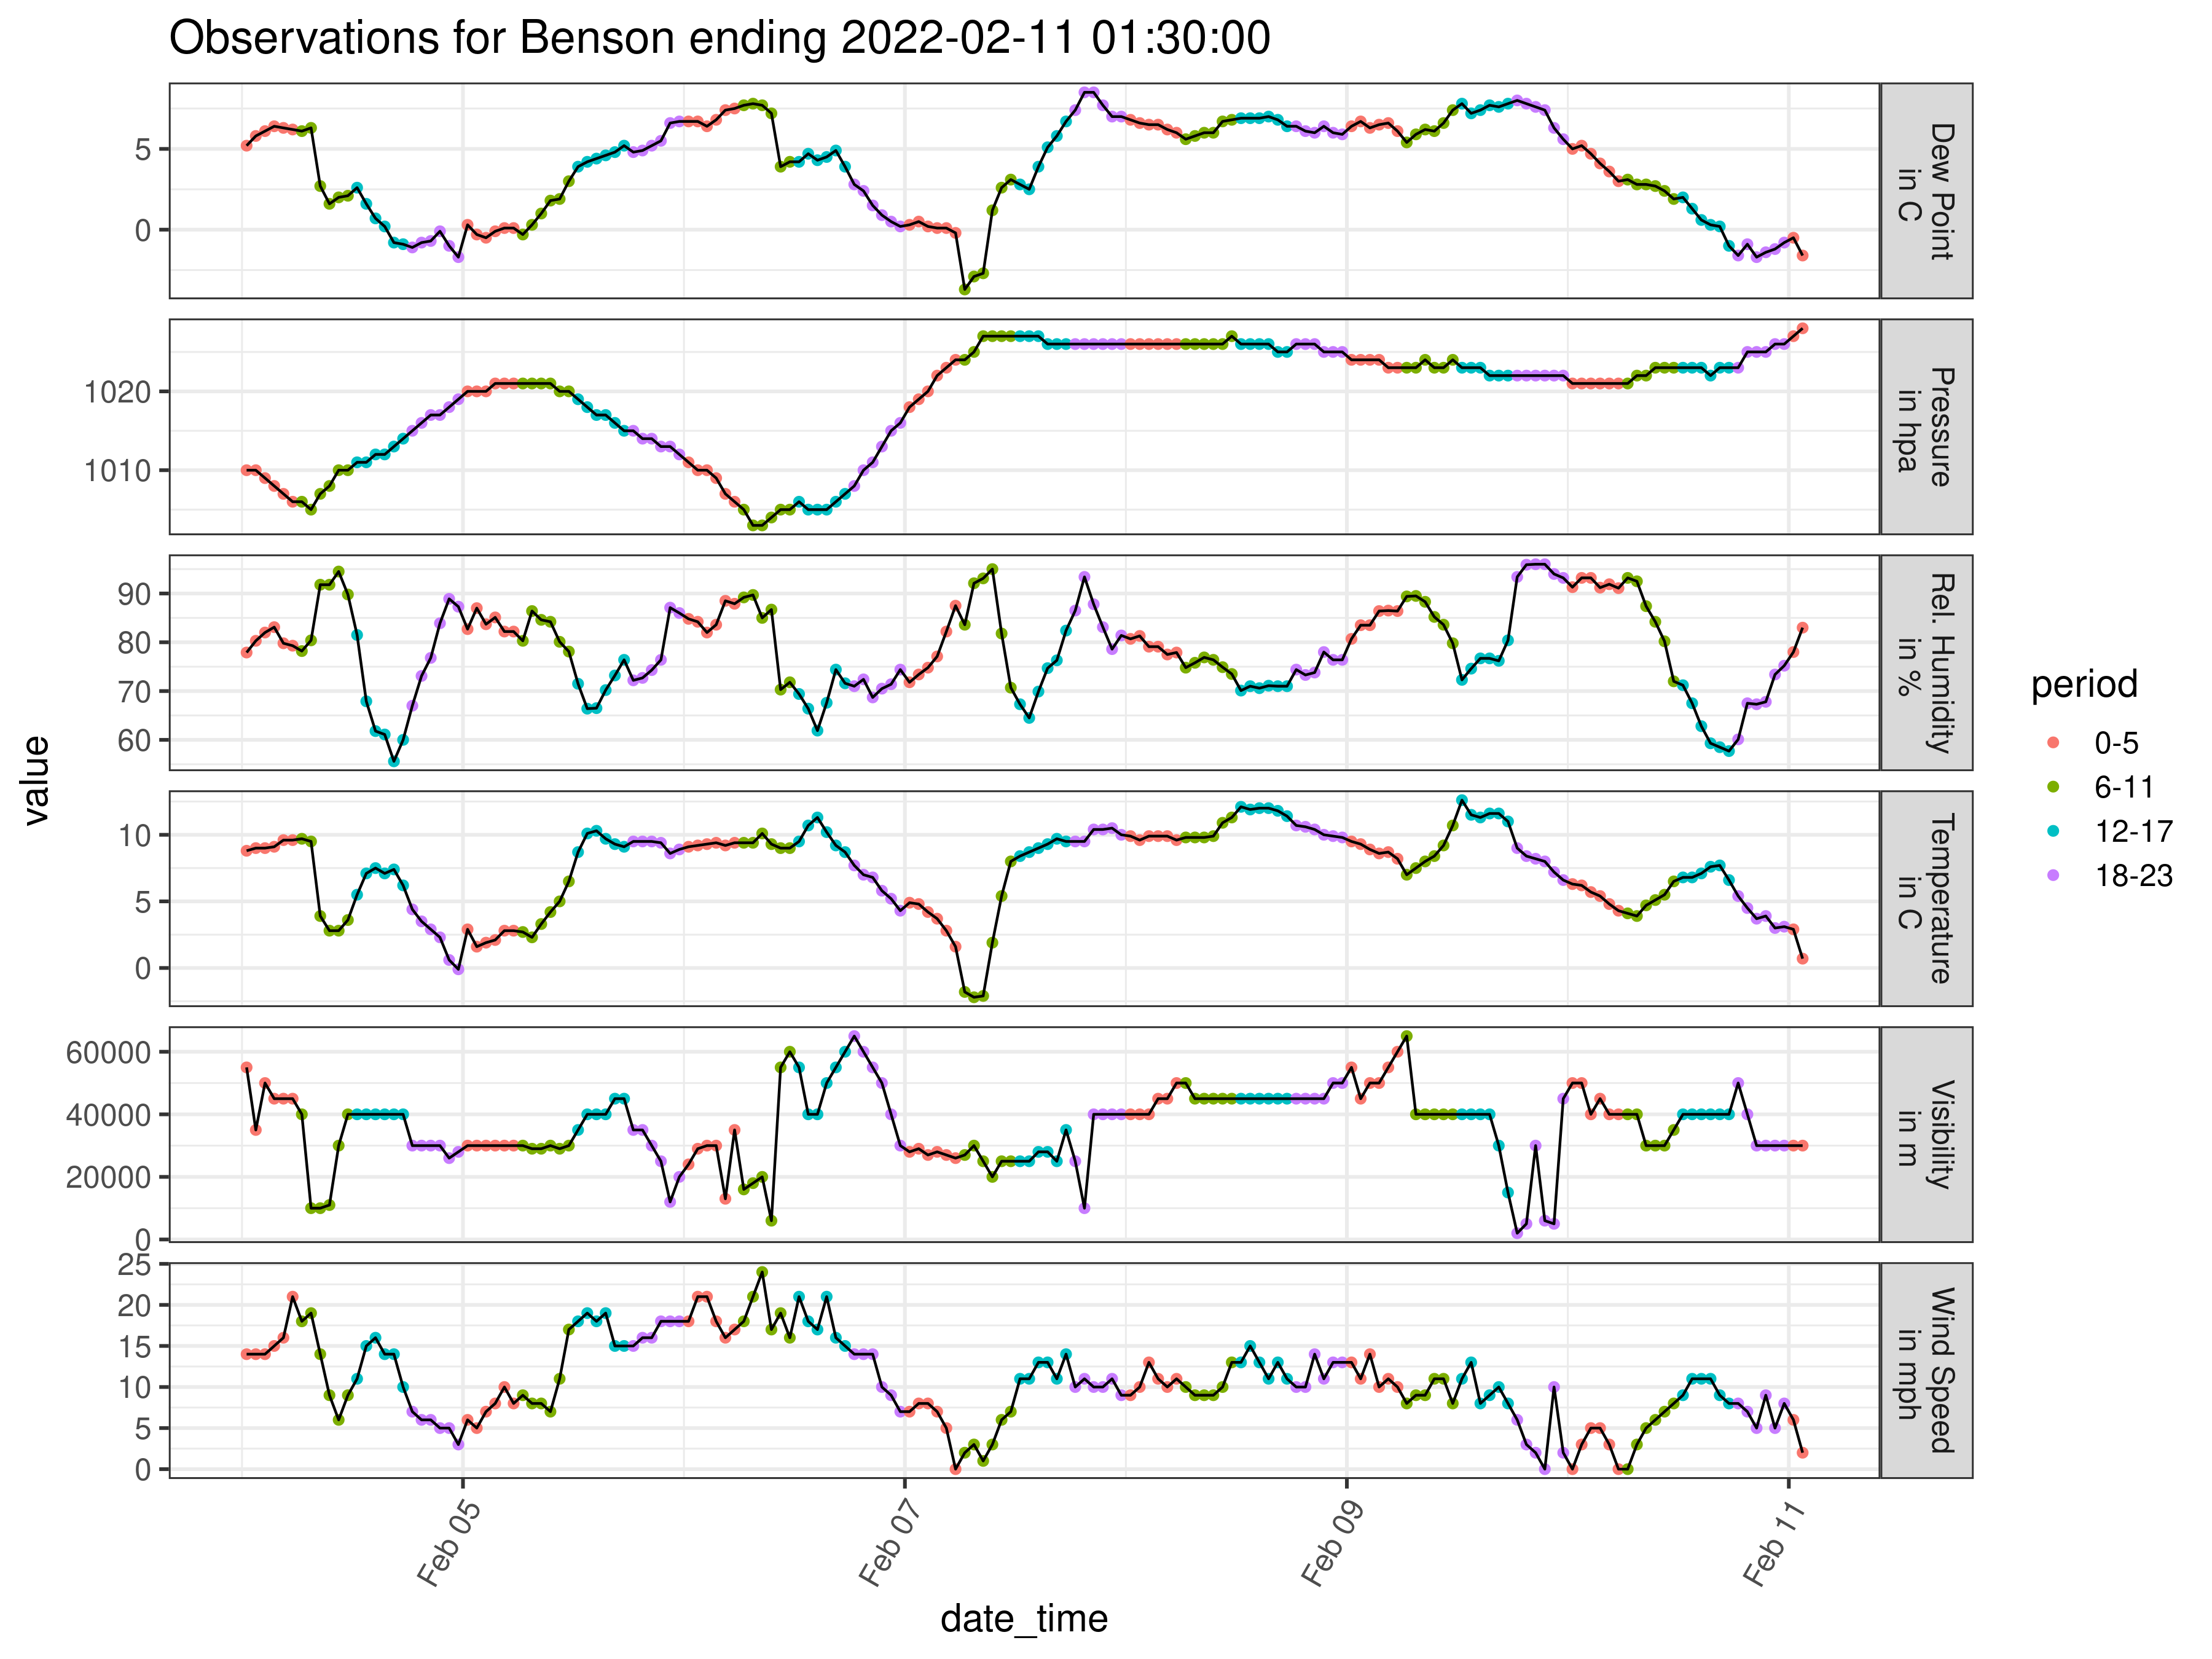 Observations for Benson ending 2022-02-11 01:30:00
value
5
0
Dew Point
in C
1020
1010
Pressure
in hpa
90
80
70
60
Rel. Humidity
in %
10
5
0
Temperature
in C
60000
40000
20000
0
Visibility
in m
25
20
15
10
5
0
Wind Speed
in mph
Feb 05
Feb 07
Feb 09
Feb 11
date_time
period
0-5
6-11
12-17
18-23